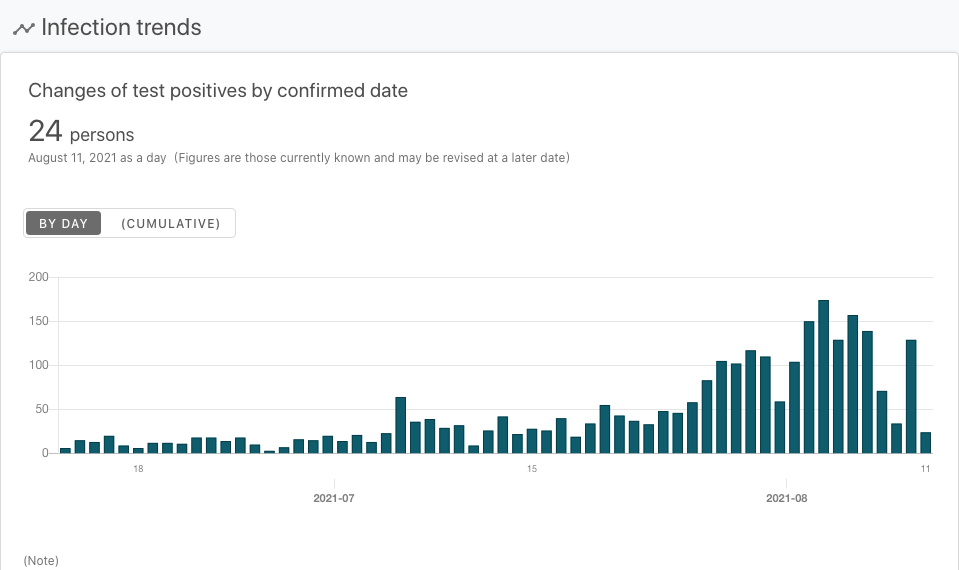 Infection trends
Changes of test positives by confirmed date
24 persons
August 11, 2021 as a day (Figures are those currently known and may be revised at a later date)
BY DAY (CUMULATIVE)
200
150
100
50
0
18 15 11
2021-07 2021-08
(Note)